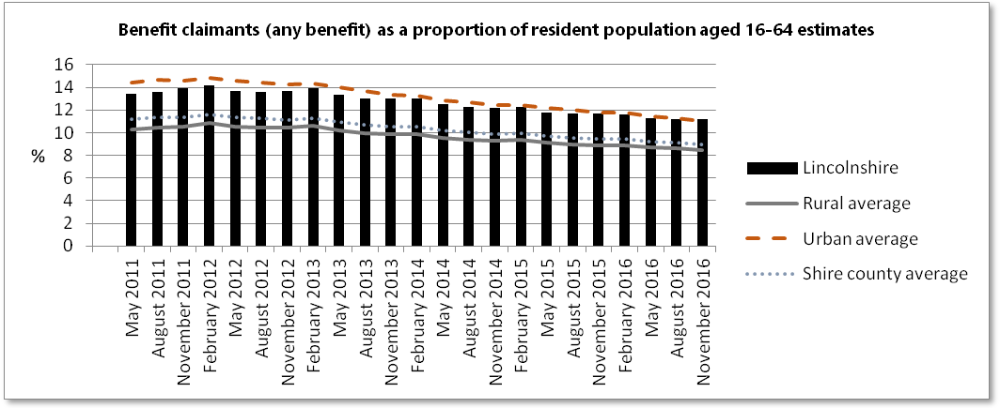 Benefit claimants (any benefit) as a proportion of resident population aged 16-64 estimates
16
14
12
10
8
6
4
2
0
%
May 2011
August 2011
November 2011
February 2012
May 2012
August 2012
November 2012
February 2013
May 2013
August 2013
November 2013
February 2014
May 2014
August 2014
November 2014
February 2015
May 2015
August 2015
November 2015
February 2016
May 2016
August 2016
November 2016
Lincolnshire
Rural average
Urban average
Shire county average